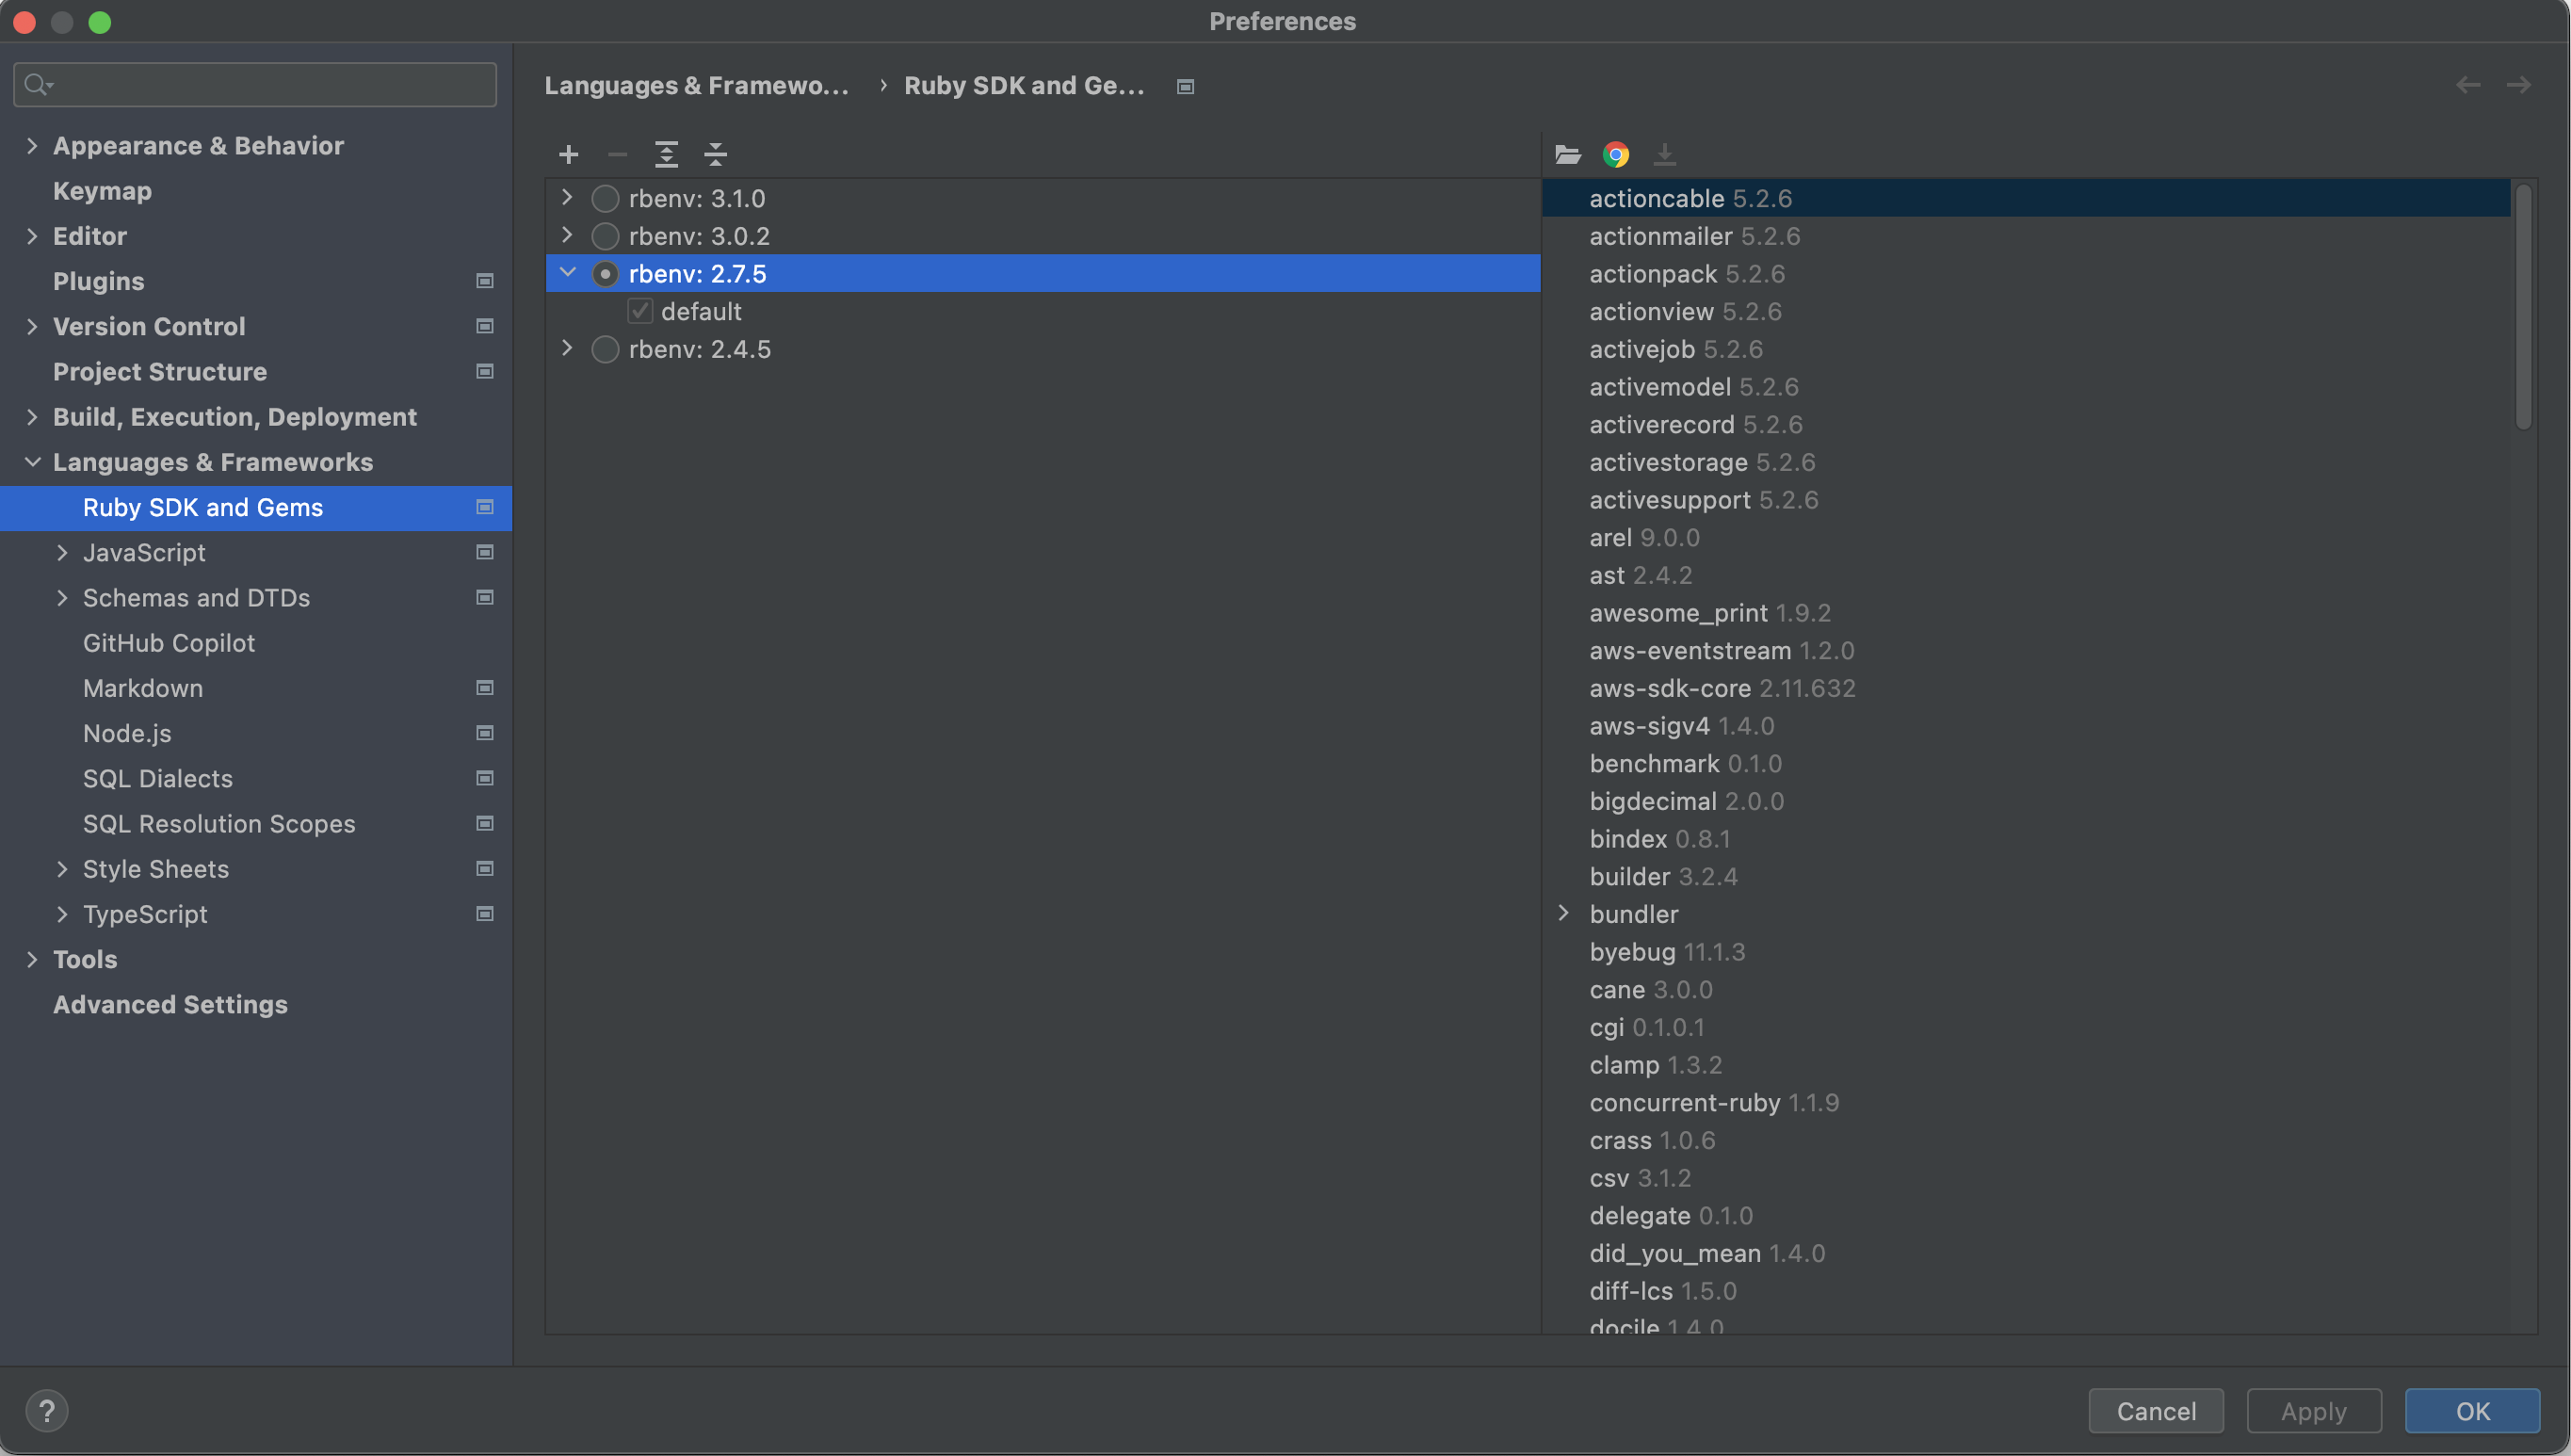 Preferences
Appearance & Behavior
Keymap
Editor
Plugins
Version Control
Project Structure
Build, Execution, Deployment
Languages & Frameworks
Ruby SDK and Gems
JavaScript
Schemas and DTDs
GitHub Copilot
Markdown
Node.js
SQL Dialects
SQL Resolution Scopes
Style Sheets
TypeScript
Tools
Advanced Settings
Languages & Framewo... › Ruby SDK and Ge...
rbenv: 3.1.0
rbenv: 3.0.2
rbenv: 2.7.5
default
rbenv: 2.4.5
actioncable 5.2.6
actionmailer 5.2.6
actionpack 5.2.6
actionview 5.2.6
activejob 5.2.6
activemodel 5.2.6
activerecord 5.2.6
activestorage 5.2.6
activesupport 5.2.6
arel 9.0.0
ast 2.4.2
awesome_print 1.9.2
aws-eventstream 1.2.0
aws-sdk-core 2.11.632
aws-sigv4 1.4.0
benchmark 0.1.0
bigdecimal 2.0.0
bindex 0.8.1
builder 3.2.4
bundler
byebug 11.1.3
cane 3.0.0
cgi 0.1.0.1
clamp 1.3.2
concurrent-ruby 1.1.9
crass 1.0.6
csv 3.1.2
delegate 0.1.0
did_you_mean 1.4.0
diff-lcs 1.5.0
docile 1.4.0
?
Cancel
Apply
OK